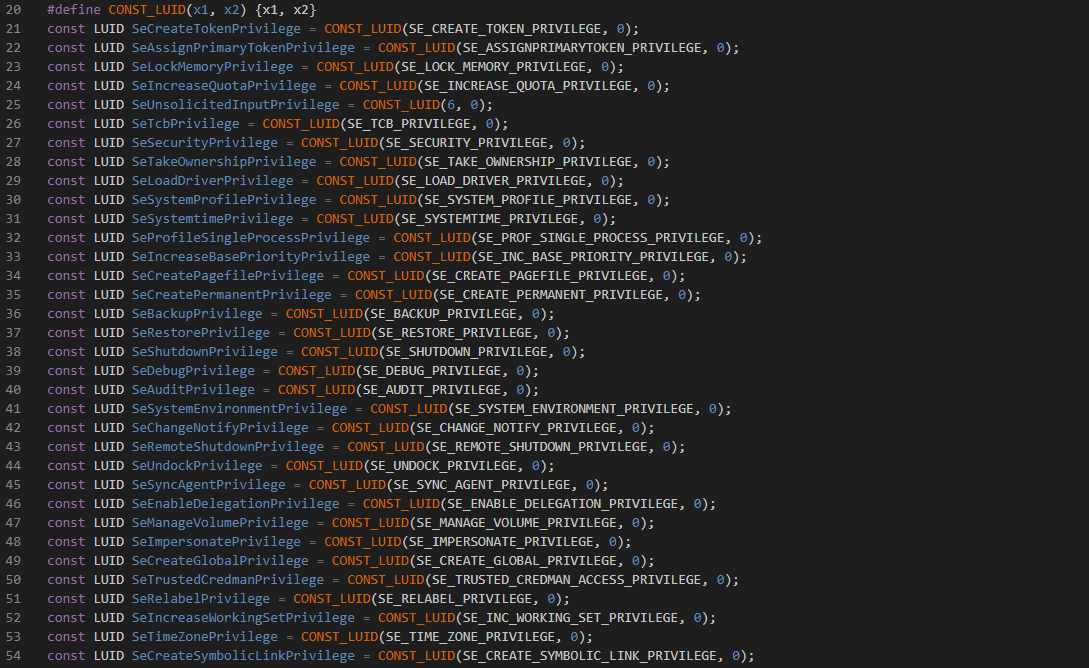 20 #define CONST_LUID(x1, x2) {x1, x2}
21 const LUID SeCreateTokenPrivilege = CONST_LUID(SE_CREATE_TOKEN_PRIVILEGE, 0);
22 const LUID SeAssignPrimaryTokenPrivilege = CONST_LUID(SE_ASSIGNPRIMARYTOKEN_PRIVILEGE, 0);
23 const LUID SeLockMemoryPrivilege = CONST_LUID(SE_LOCK_MEMORY_PRIVILEGE, 0);
24 const LUID SeIncreaseQuotaPrivilege = CONST_LUID(SE_INCREASE_QUOTA_PRIVILEGE, 0);
25 const LUID SeUnsolicitedInputPrivilege = CONST_LUID(6, 0);
26 const LUID SeTcbPrivilege = CONST_LUID(SE_TCB_PRIVILEGE, 0);
27 const LUID SeSecurityPrivilege = CONST_LUID(SE_SECURITY_PRIVILEGE, 0);
28 const LUID SeTakeOwnershipPrivilege = CONST_LUID(SE_TAKE_OWNERSHIP_PRIVILEGE, 0);
29 const LUID SeLoadDriverPrivilege = CONST_LUID(SE_LOAD_DRIVER_PRIVILEGE, 0);
30 const LUID SeSystemProfilePrivilege = CONST_LUID(SE_SYSTEM_PROFILE_PRIVILEGE, 0);
31 const LUID SeSystemtimePrivilege = CONST_LUID(SE_SYSTEMTIME_PRIVILEGE, 0);
32 const LUID SeProfileSingleProcessPrivilege = CONST_LUID(SE_PROF_SINGLE_PROCESS_PRIVILEGE, 0);
33 const LUID SeIncreaseBasePriorityPrivilege = CONST_LUID(SE_INC_BASE_PRIORITY_PRIVILEGE, 0);
34 const LUID SeCreatePagefilePrivilege = CONST_LUID(SE_CREATE_PAGEFILE_PRIVILEGE, 0);
35 const LUID SeCreatePermanentPrivilege = CONST_LUID(SE_CREATE_PERMANENT_PRIVILEGE, 0);
36 const LUID SeBackupPrivilege = CONST_LUID(SE_BACKUP_PRIVILEGE, 0);
37 const LUID SeRestorePrivilege = CONST_LUID(SE_RESTORE_PRIVILEGE, 0);
38 const LUID SeShutdownPrivilege = CONST_LUID(SE_SHUTDOWN_PRIVILEGE, 0);
39 const LUID SeDebugPrivilege = CONST_LUID(SE_DEBUG_PRIVILEGE, 0);
40 const LUID SeAuditPrivilege = CONST_LUID(SE_AUDIT_PRIVILEGE, 0);
41 const LUID SeSystemEnvironmentPrivilege = CONST_LUID(SE_SYSTEM_ENVIRONMENT_PRIVILEGE, 0);
42 const LUID SeChangeNotifyPrivilege = CONST_LUID(SE_CHANGE_NOTIFY_PRIVILEGE, 0);
43 const LUID SeRemoteShutdownPrivilege = CONST_LUID(SE_REMOTE_SHUTDOWN_PRIVILEGE, 0);
44 const LUID SeUndockPrivilege = CONST_LUID(SE_UNDOCK_PRIVILEGE, 0);
45 const LUID SeSyncAgentPrivilege = CONST_LUID(SE_SYNC_AGENT_PRIVILEGE, 0);
46 const LUID SeEnableDelegationPrivilege = CONST_LUID(SE_ENABLE_DELEGATION_PRIVILEGE, 0);
47 const LUID SeManageVolumePrivilege = CONST_LUID(SE_MANAGE_VOLUME_PRIVILEGE, 0);
48 const LUID SeImpersonatePrivilege = CONST_LUID(SE_IMPERSONATE_PRIVILEGE, 0);
49 const LUID SeCreateGlobalPrivilege = CONST_LUID(SE_CREATE_GLOBAL_PRIVILEGE, 0);
50 const LUID SeTrustedCredmanPrivilege = CONST_LUID(SE_TRUSTED_CREDMAN_ACCESS_PRIVILEGE, 0);
51 const LUID SeRelabelPrivilege = CONST_LUID(SE_RELABEL_PRIVILEGE, 0);
52 const LUID SeIncreaseWorkingSetPrivilege = CONST_LUID(SE_INC_WORKING_SET_PRIVILEGE, 0);
53 const LUID SeTimeZonePrivilege = CONST_LUID(SE_TIME_ZONE_PRIVILEGE, 0);
54 const LUID SeCreateSymbolicLinkPrivilege = CONST_LUID(SE_CREATE_SYMBOLIC_LINK_PRIVILEGE, 0);